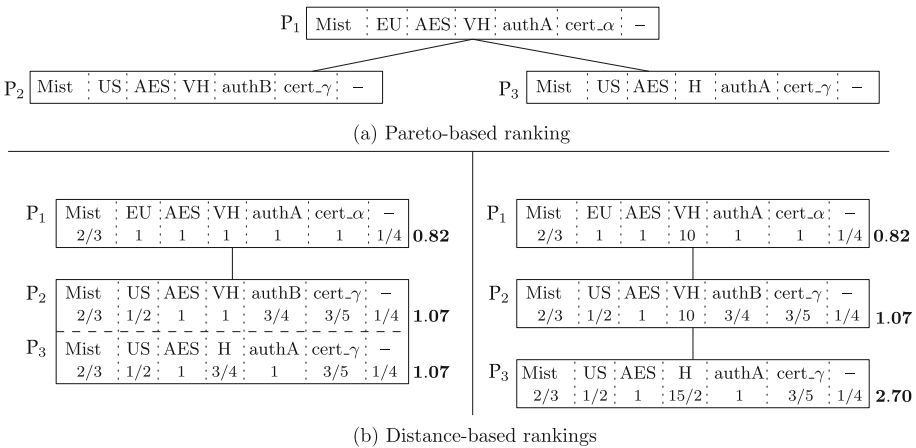 P1 Mist EU AES VH authA cert_α –
P2 Mist US AES VH authB cert_γ –
P3 Mist US AES H authA cert_γ –
(a) Pareto-based ranking
P1 Mist EU AES VH authA cert_α –
2/3 1 1 1 1 1 1/4 0.82
P2 Mist US AES VH authB cert_γ –
2/3 1/2 1 1 3/4 3/5 1/4 1.07
P3 Mist US AES H authA cert_γ –
2/3 1/2 1 3/4 1 3/5 1/4 1.07
P1 Mist EU AES VH authA cert_α –
2/3 1 1 10 1 1 1/4 0.82
P2 Mist US AES VH authB cert_γ –
2/3 1/2 1 10 3/4 3/5 1/4 1.07
P3 Mist US AES H authA cert_γ –
2/3 1/2 1 15/2 1 3/5 1/4 2.70
(b) Distance-based rankings